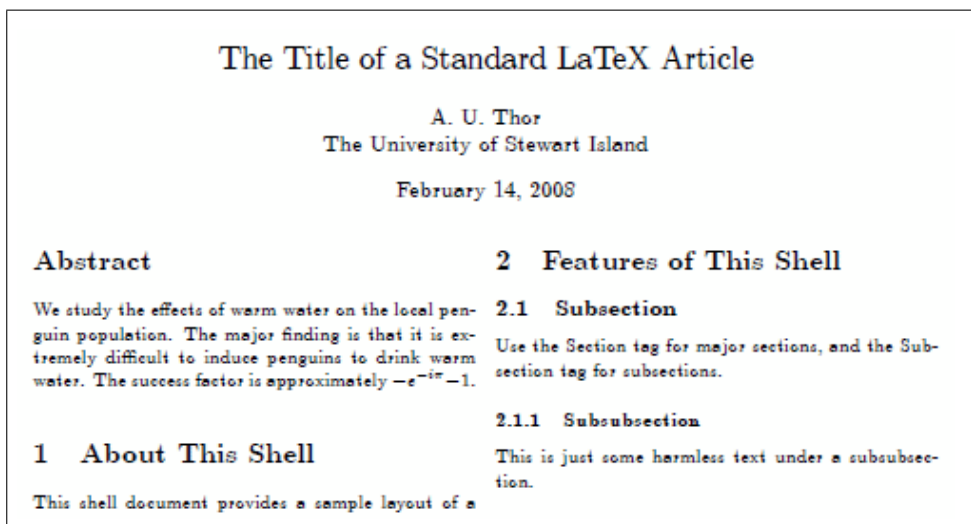 The Title of a Standard LaTeX Article
A. U. Thor
The University of Stewart Island
February 14, 2008
Abstract
We study the effects of warm water on the local pen-
guin population. The major finding is that it is ex-
tremely difficult to induce penguins to drink warm
water. The success factor is approximately −e^{−iπ}−1.
1 About This Shell
This shell document provides a sample layout of a
2 Features of This Shell
2.1 Subsection
Use the Section tag for major sections, and the Sub-
section tag for subsections.
2.1.1 Subsubsection
This is just some harmless text under a subsubsec-
tion.